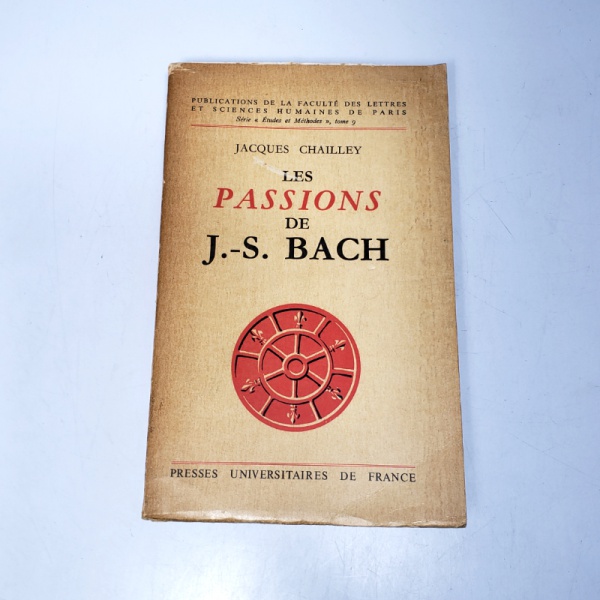 PUBLICATIONS DE LA FACULTÉ DES LETTRES
ET SCIENCES HUMAINES DE PARIS
Série « Études et Méthodes », tome 9
JACQUES CHAILLEY
LES
PASSIONS
DE
J.-S. BACH
PRESSES UNIVERSITAIRES DE FRANCE